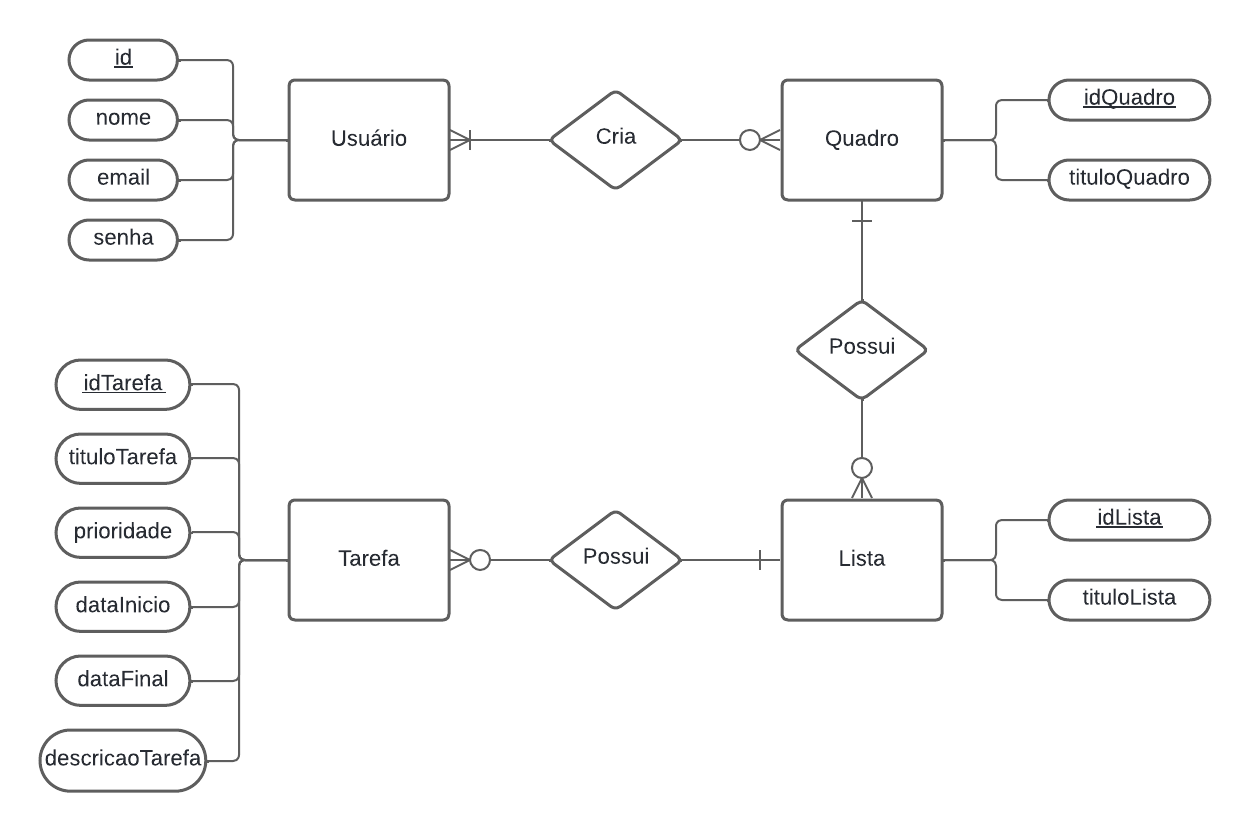 id
nome
email
senha
Usuário
Cria
Quadro
idQuadro
tituloQuadro
Possui
idTarefa
tituloTarefa
prioridade
dataInicio
dataFinal
descricaoTarefa
Tarefa
Possui
Lista
idLista
tituloLista